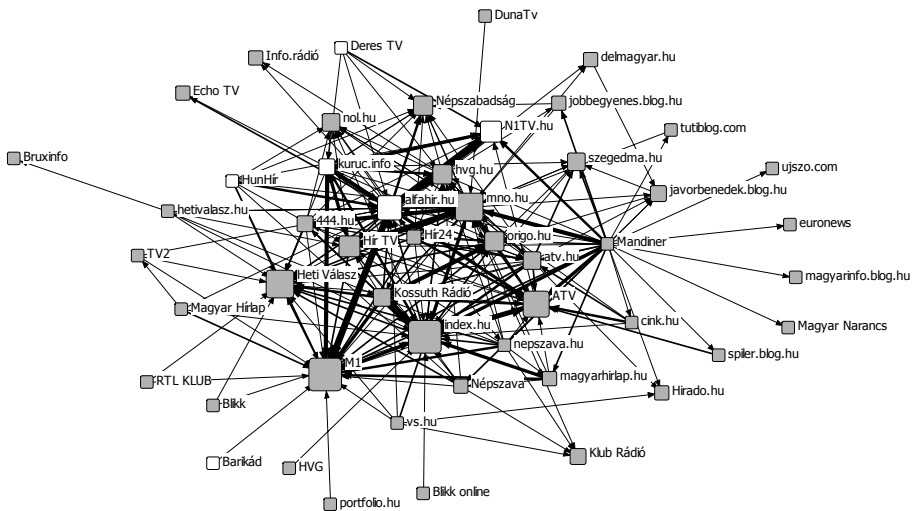 DunaTv
Info.rádió
Deres TV
delmagyar.hu
Echo TV
Népszabadság
jobbegyenes.blog.hu
nol.hu
N1TV.hu
tutiblog.com
Bruxinfo
kuruc.info
hvg.hu
szegedma.hu
ujszo.com
HunHír
alfahir.hu
mno.hu
javorbenedek.blog.hu
hetivalasz.hu
444.hu
euronews
Hír TV
Hír24
origo.hu
Mandiner
TV2
atv.hu
Heti Válasz
magyarinfo.blog.hu
Kossuth Rádió
ATV
Magyar Hírlap
cink.hu
Magyar Narancs
index.hu
nepszava.hu
spiler.blog.hu
M1
RTL KLUB
Népszava
magyarhirlap.hu
Hirado.hu
Blikk
vs.hu
Barikád
HVG
Klub Rádió
Blikk online
portfolio.hu